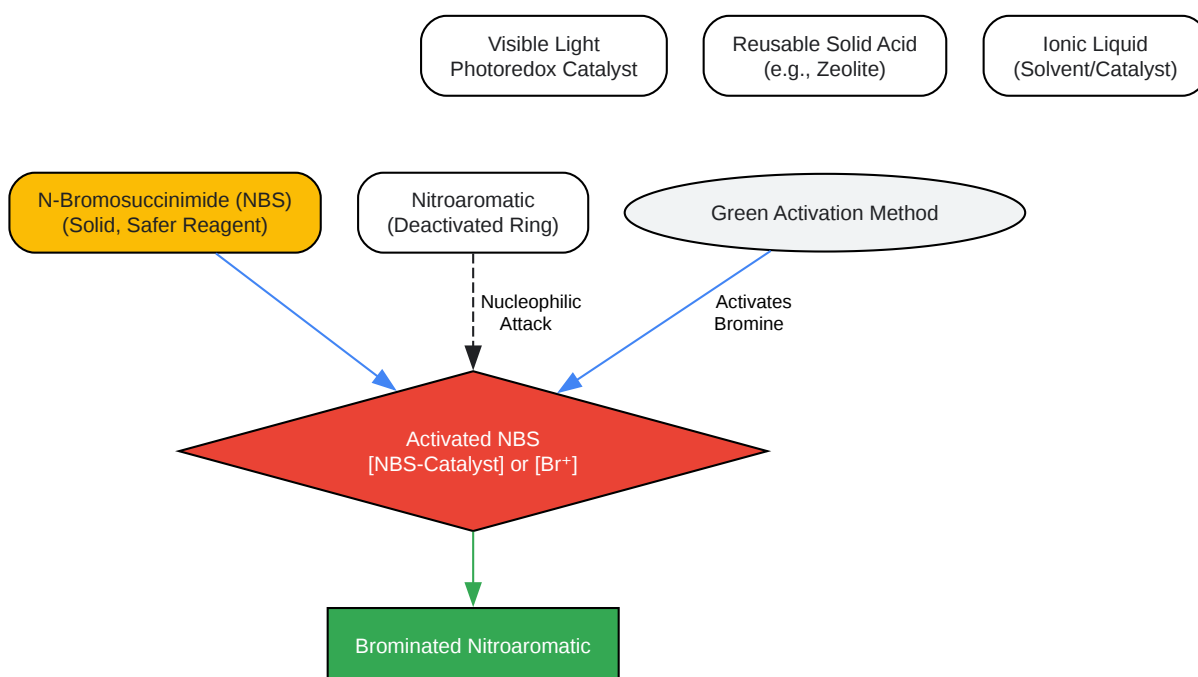 Visible Light
Photoredox Catalyst
Reusable Solid Acid
(e.g., Zeolite)
Ionic Liquid
(Solvent/Catalyst)
N-Bromosuccinimide (NBS)
(Solid, Safer Reagent)
Nitroaromatic
(Deactivated Ring)
Green Activation Method
Nucleophilic
Attack
Activates
Bromine
Activated NBS
[NBS-Catalyst] or [Br⁺]
Brominated Nitroaromatic